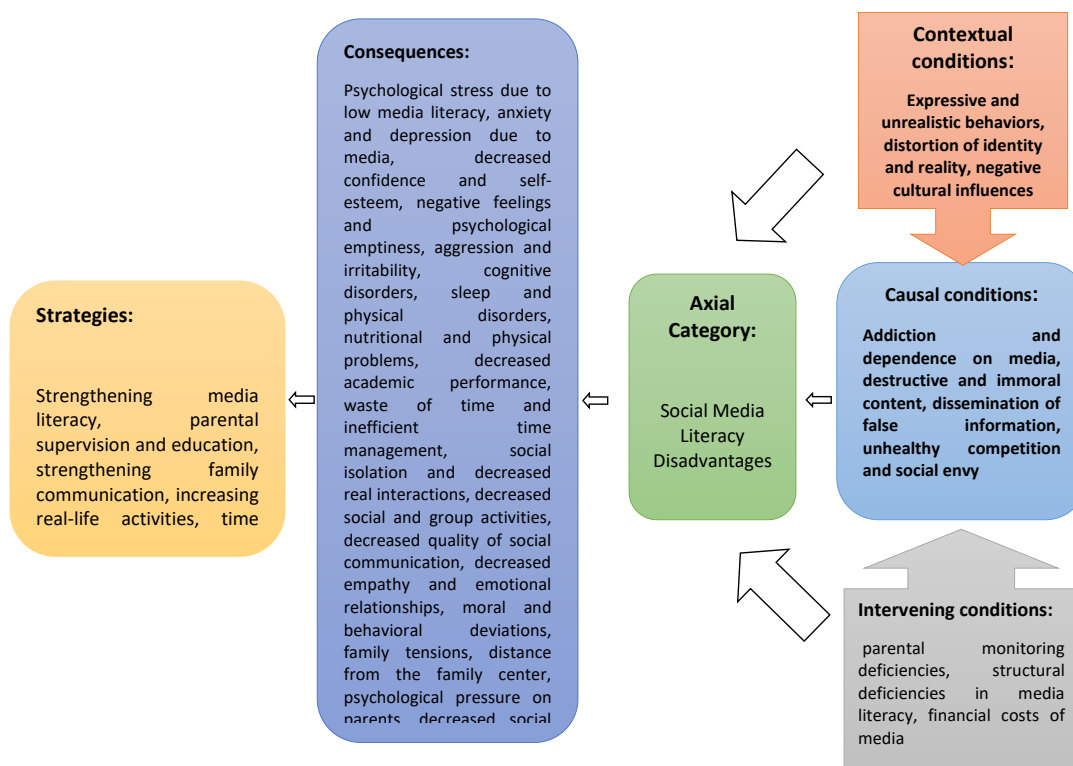 Strategies:
Strengthening media
literacy, parental
supervision and education,
strengthening family
communication, increasing
real-life activities, time
Consequences:
Psychological stress due to
low media literacy, anxiety
and depression due to
media, decreased
confidence and self-
esteem, negative feelings
and psychological
emptiness, aggression and
irritability, cognitive
disorders, sleep and
physical disorders,
nutritional and physical
problems, decreased
academic performance,
waste of time and
inefficient time
management, social
isolation and decreased
real interactions, decreased
social and group activities,
decreased quality of social
communication, decreased
empathy and emotional
relationships, moral and
behavioral deviations,
family tensions, distance
from the family center,
psychological pressure on
parents, decreased social
Axial
Category:
Social Media
Literacy
Disadvantages
Contextual
conditions:
Expressive and
unrealistic behaviors,
distortion of identity
and reality, negative
cultural influences
Causal conditions:
Addiction and
dependence on media,
destructive and immoral
content, dissemination of
false information,
unhealthy competition
and social envy
Intervening conditions:
parental monitoring
deficiencies, structural
deficiencies in media
literacy, financial costs of
media